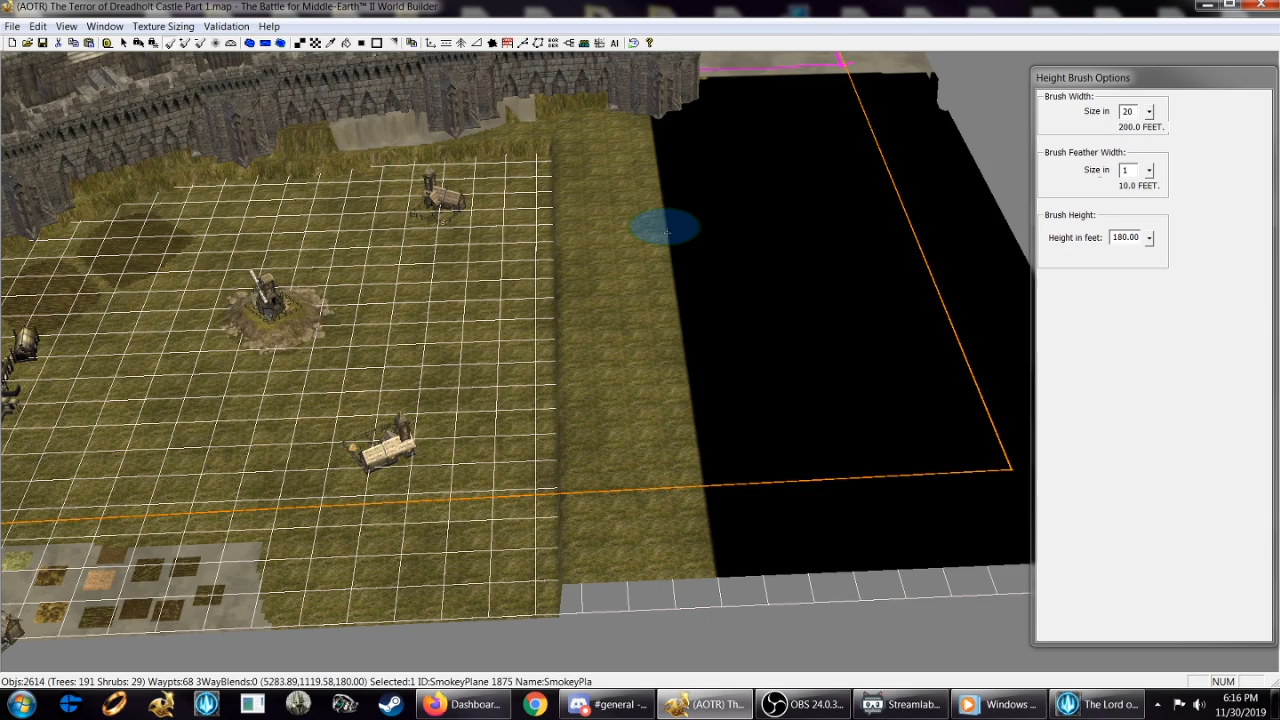 (AOTR) The Terror of Dreadholt Castle Part 1.map - The Battle for Middle-Earth™ II World Builder
File Edit View Window Texture Sizing Validation Help
AI
Height Brush Options
Brush Width:
Size in 20
200.0 FEET.
Brush Feather Width:
Size in 1
10.0 FEET.
Brush Height:
Height in feet: 180.00
Objs:2614 (Trees: 191 Shrubs: 29) Waypts:68 3WayBlends:0 (5283.89,1119.58,180.00) Selected:1 ID:SmokeyPlane 1875 Name:SmokeyPla
NUM
Dashboar...
#general -...
(AOTR) Th...
OBS 24.0.3...
Streamlab...
Windows ...
The Lord o...
6:16 PM
11/30/2019